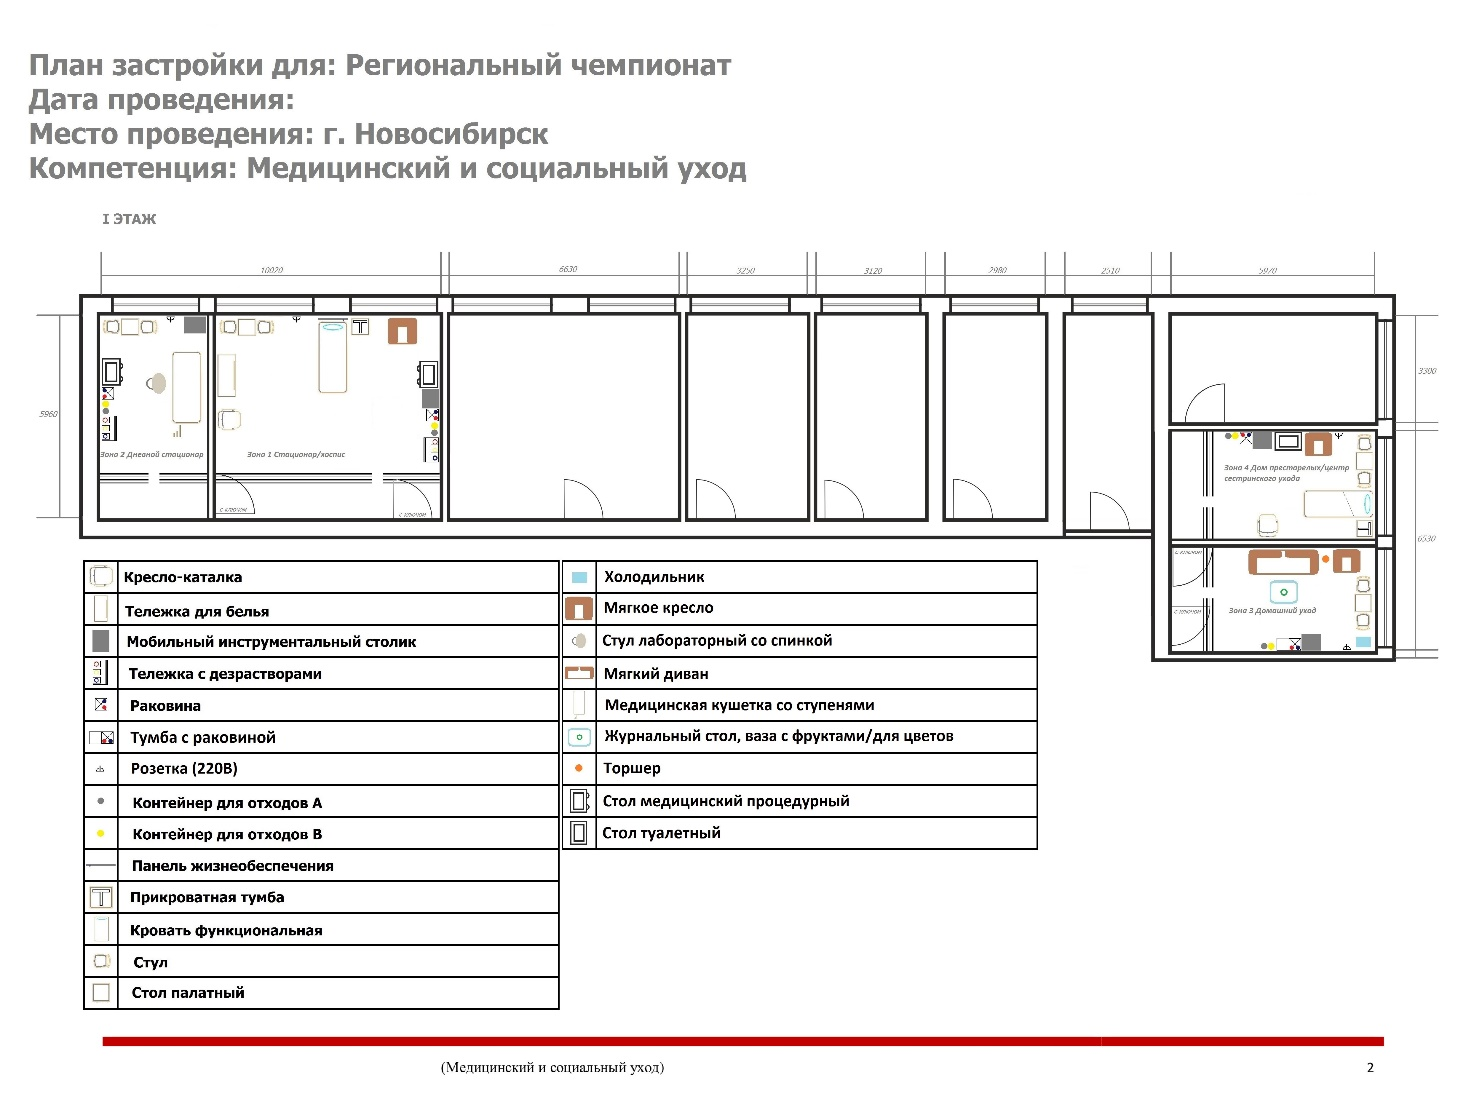 План застройки для: Региональный чемпионат
Дата проведения:
Место проведения: г. Новосибирск
Компетенция: Медицинский и социальный уход
I ЭТАЖ
10020
6630
3250
3120
2980
2510
5970
5960
3300
6530
Зона 2 Дневной стационар
Зона 1 Стационар/хоспис
с ключом
с ключом
Зона 4 Дом престарелых/центр
сестринского ухода
с ключом
с ключом
Зона 3 Домашний уход
Кресло-каталка
Тележка для белья
Мобильный инструментальный столик
Тележка с дезрастворами
Раковина
Тумба с раковиной
Розетка (220В)
Контейнер для отходов А
Контейнер для отходов В
Панель жизнеобеспечения
Прикроватная тумба
Кровать функциональная
Стул
Стол палатный
Холодильник
Мягкое кресло
Стул лабораторный со спинкой
Мягкий диван
Медицинская кушетка со ступенями
Журнальный стол, ваза с фруктами/для цветов
Торшер
Стол медицинский процедурный
Стол туалетный
(Медицинский и социальный уход)
2